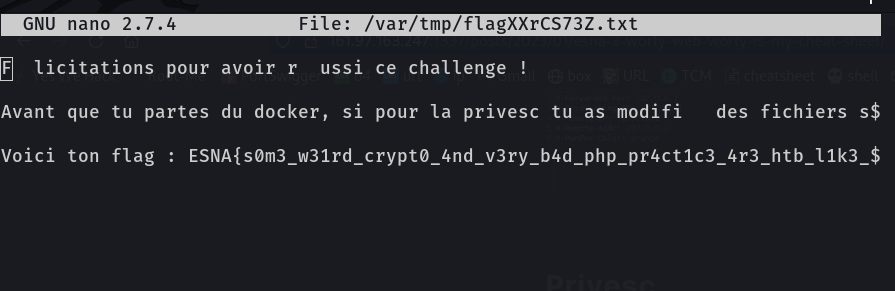 GNU nano 2.7.4 File: /var/tmp/flagXXrCS73Z.txt
F licitations pour avoir r ussi ce challenge !
Avant que tu partes du docker, si pour la privesc tu as modifi des fichiers s$
Voici ton flag : ESNA{s0m3_w31rd_crypt0_4nd_v3ry_b4d_php_pr4ct1c3_4r3_htb_l1k3_$
Privesc